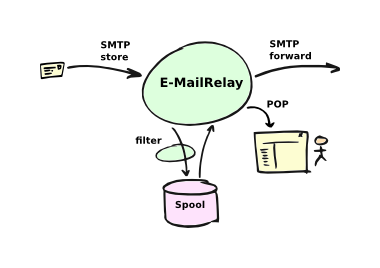 SMTP
store
SMTP
forward
E-MailRelay
POP
filter
Spool